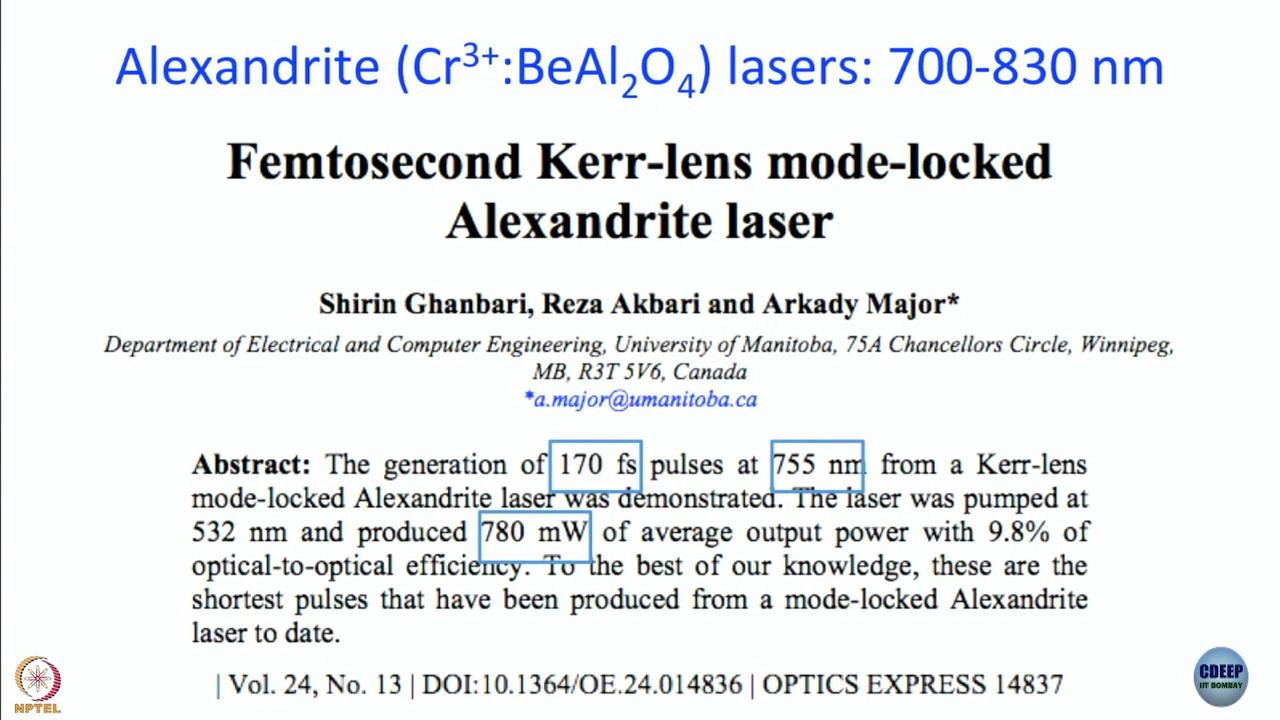 Alexandrite (Cr³⁺:BeAl₂O₄) lasers: 700-830 nm
Femtosecond Kerr-lens mode-locked
Alexandrite laser
Shirin Ghanbari, Reza Akbari and Arkady Major*
Department of Electrical and Computer Engineering, University of Manitoba, 75A Chancellors Circle, Winnipeg,
MB, R3T 5V6, Canada
*a.major@umanitoba.ca
Abstract: The generation of 170 fs pulses at 755 nm from a Kerr-lens
mode-locked Alexandrite laser was demonstrated. The laser was pumped at
532 nm and produced 780 mW of average output power with 9.8% of
optical-to-optical efficiency. To the best of our knowledge, these are the
shortest pulses that have been produced from a mode-locked Alexandrite
laser to date.
| Vol. 24, No. 13 | DOI:10.1364/OE.24.014836 | OPTICS EXPRESS 14837
NPTEL
CDEEP
IIT BOMBAY